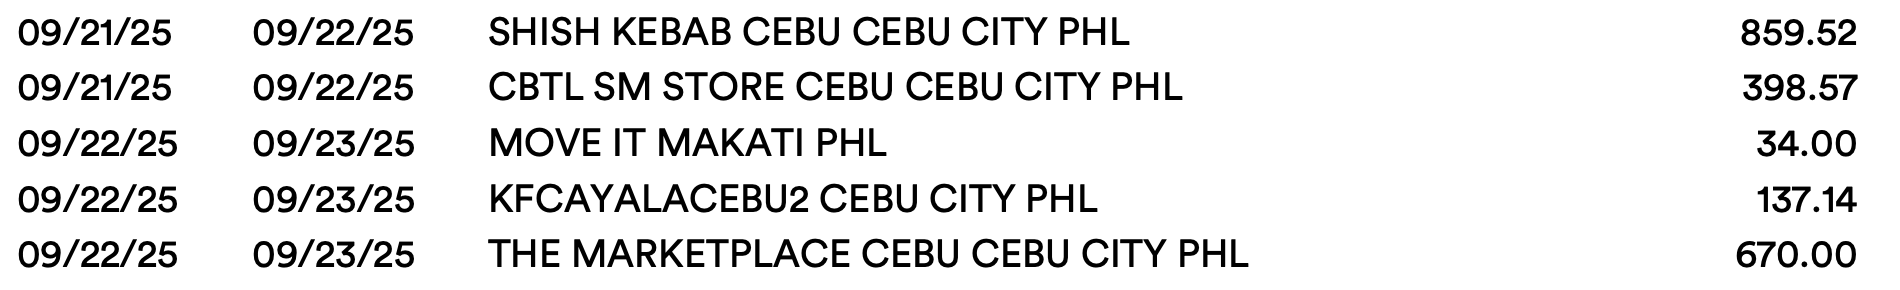 09/21/25 09/22/25 SHISH KEBAB CEBU CEBU CITY PHL 859.52
09/21/25 09/22/25 CBTL SM STORE CEBU CEBU CITY PHL 398.57
09/22/25 09/23/25 MOVE IT MAKATI PHL 34.00
09/22/25 09/23/25 KFCAYALACEBU2 CEBU CITY PHL 137.14
09/22/25 09/23/25 THE MARKETPLACE CEBU CEBU CITY PHL 670.00